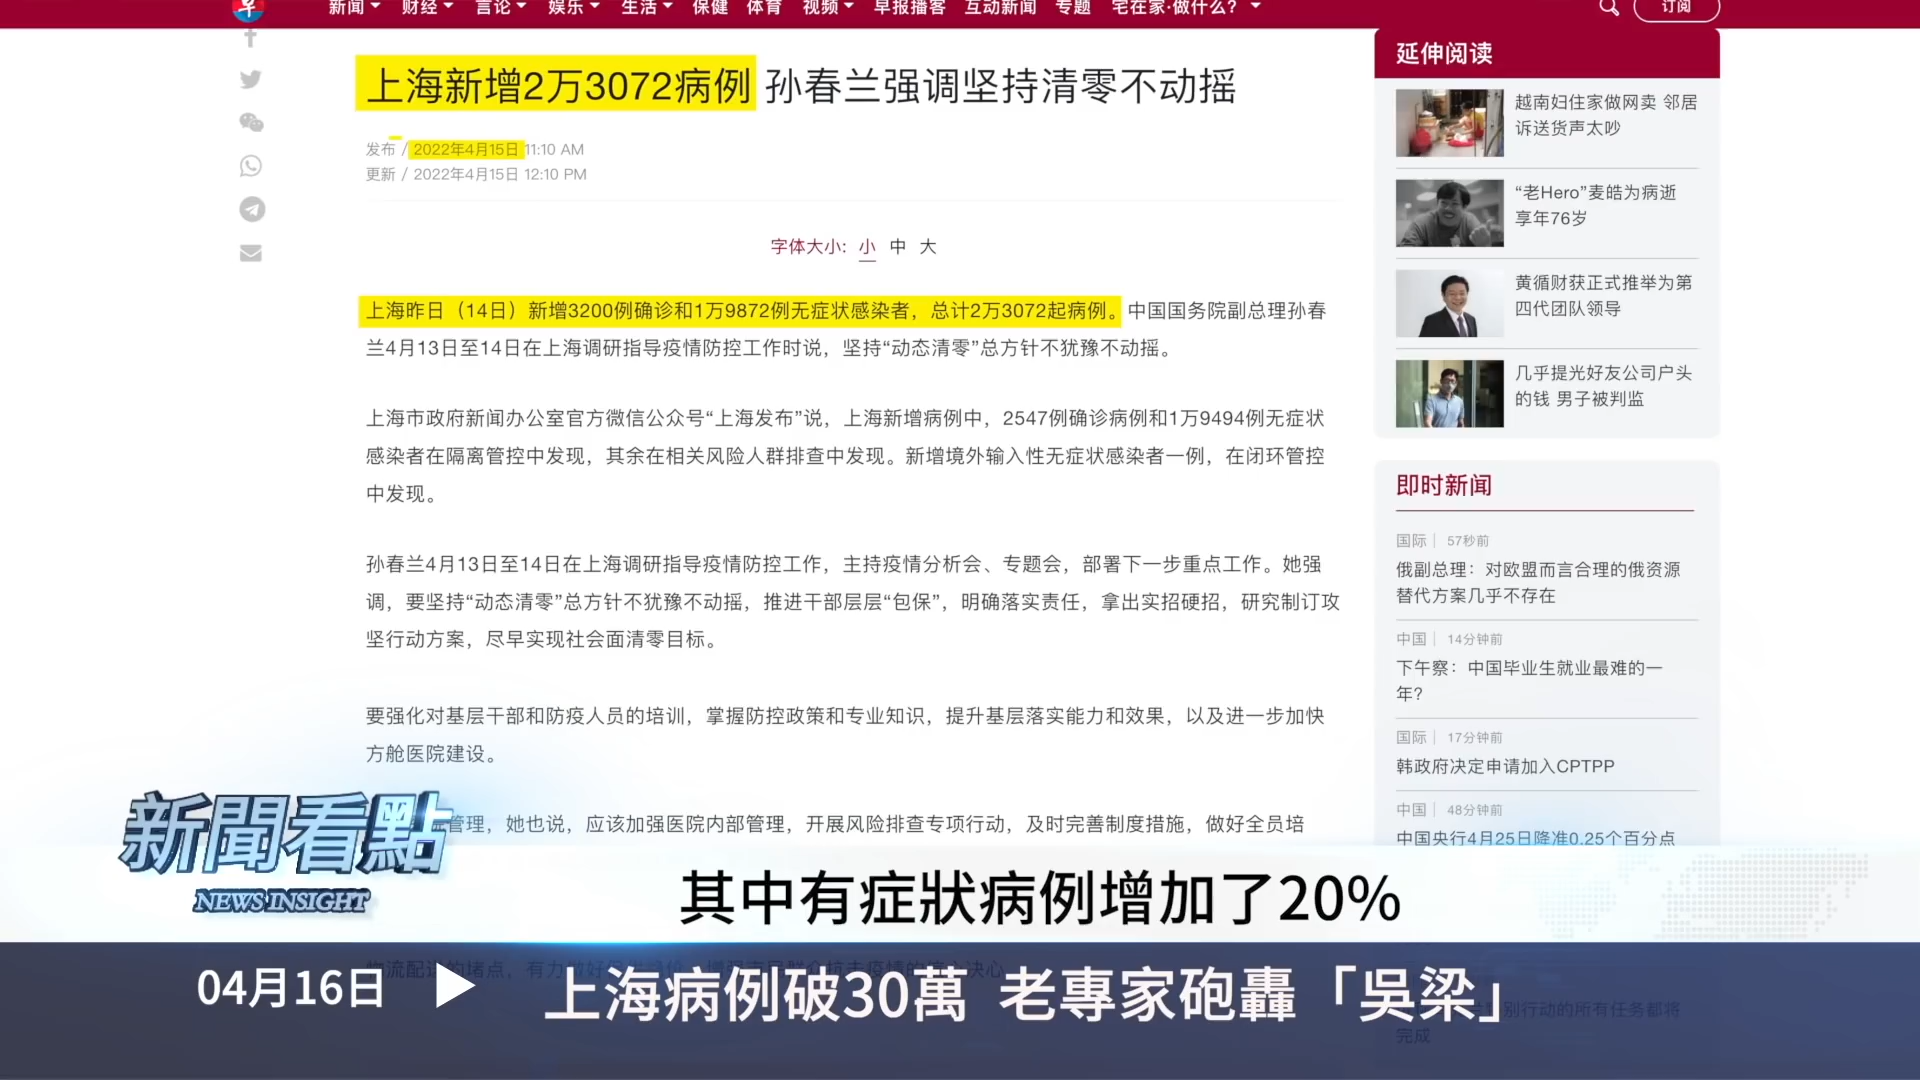 新闻 财经 言论 娱乐 生活 保健 体育 视频 早报播客 互动新闻 专题 宅在家·做什么？ 订阅
早
上海新增2万3072病例 孙春兰强调坚持清零不动摇
发布 / 2022年4月15日 11:10 AM
更新 / 2022年4月15日 12:10 PM
字体大小: 小 中 大
上海昨日（14日）新增3200例确诊和1万9872例无症状感染者，总计2万3072起病例。中国国务院副总理孙春
兰4月13日至14日在上海调研指导疫情防控工作时说，坚持“动态清零”总方针不犹豫不动摇。
上海市政府新闻办公室官方微信公众号“上海发布”说，上海新增病例中，2547例确诊病例和1万9494例无症状
感染者在隔离管控中发现，其余在相关风险人群排查中发现。新增境外输入性无症状感染者一例，在闭环管控
中发现。
孙春兰4月13日至14日在上海调研指导疫情防控工作，主持疫情分析会、专题会，部署下一步重点工作。她强
调，要坚持“动态清零”总方针不犹豫不动摇，推进干部层层“包保”，明确落实责任，拿出实招硬招，研究制订攻
坚行动方案，尽早实现社会面清零目标。
要强化对基层干部和防疫人员的培训，掌握防控政策和专业知识，提升基层落实能力和效果，以及进一步加快
方舱医院建设。
管理，她也说，应该加强医院内部管理，开展风险排查专项行动，及时完善制度措施，做好全员培
延伸阅读
越南妇住家做网卖 邻居
诉送货声太吵
“老Hero”麦皓为病逝
享年76岁
黄循财获正式推举为第
四代团队领导
几乎提光好友公司户头
的钱 男子被判监
即时新闻
国际 57秒前
俄副总理：对欧盟而言合理的俄资源
替代方案几乎不存在
中国 14分钟前
下午察：中国毕业生就业最难的一
年？
国际 17分钟前
韩政府决定申请加入CPTPP
中国 48分钟前
中国央行4月25日降准0.25个百分点
别行动的所有任务都将
完成
新聞看點
NEWS INSIGHT
其中有症狀病例增加了20%
04月16日
上海病例破30萬 老專家砲轟「吳梁」